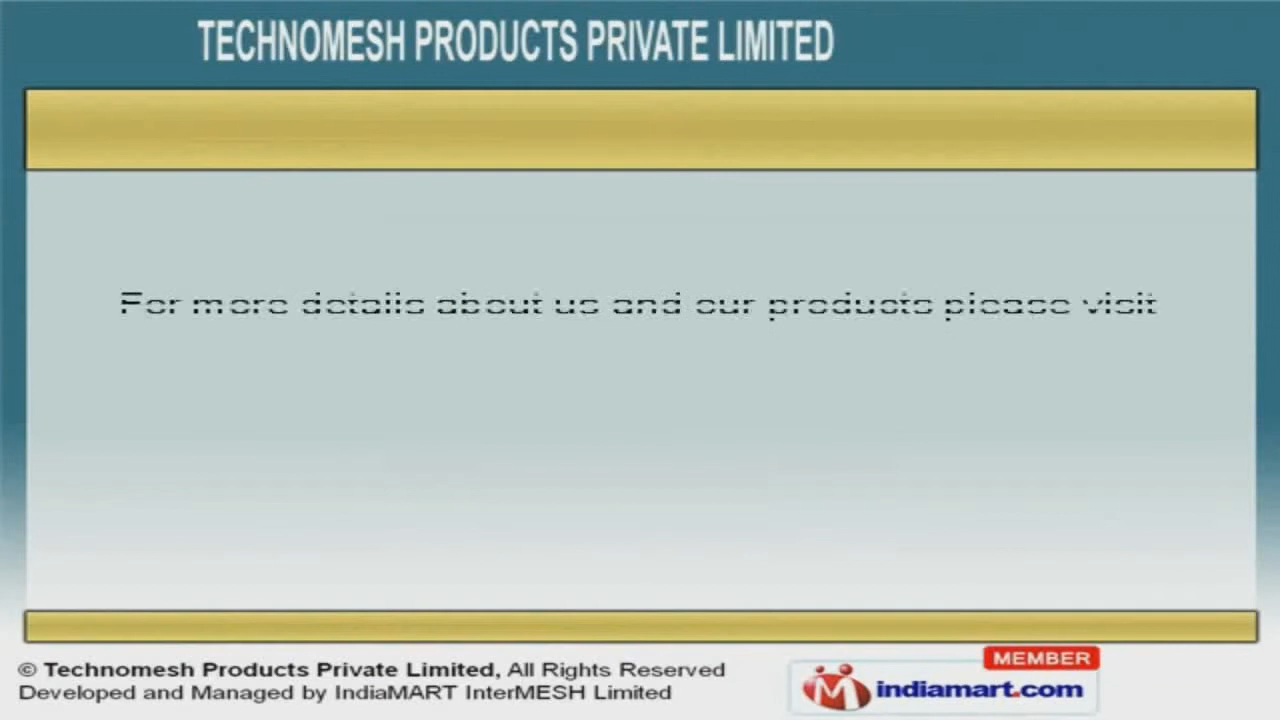 TECHNOMESH PRODUCTS PRIVATE LIMITED
For more details about us and our products please visit
© Technomesh Products Private Limited, All Rights Reserved
Developed and Managed by IndiaMART InterMESH Limited
MEMBER
indiamart.com